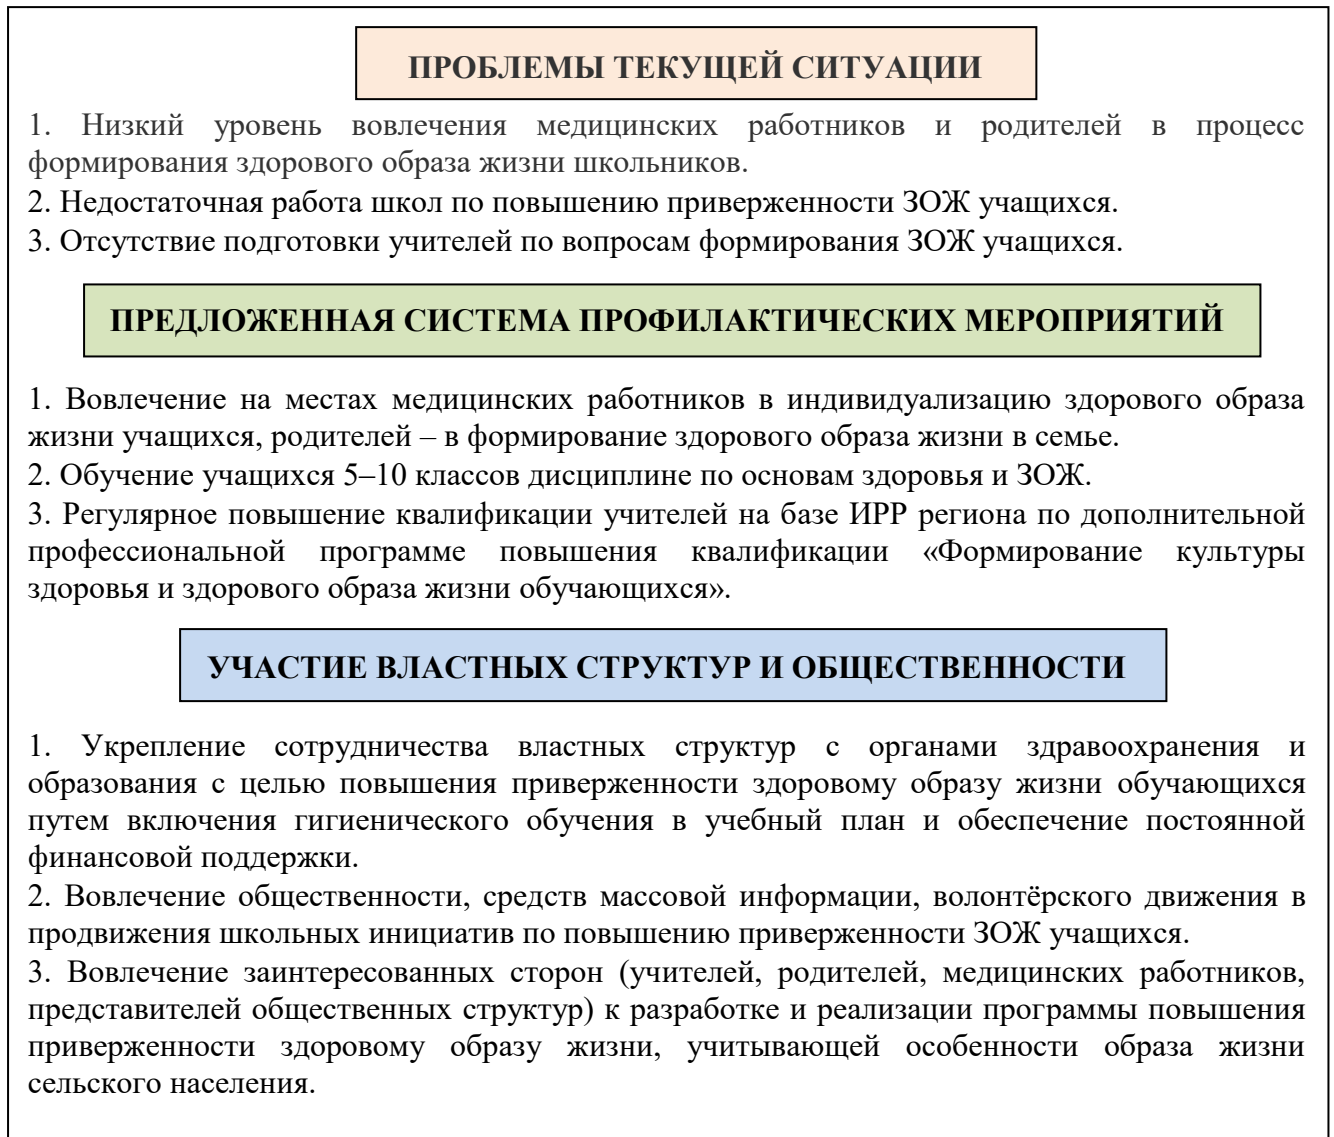 ПРОБЛЕМЫ ТЕКУЩЕЙ СИТУАЦИИ
1. Низкий уровень вовлечения медицинских работников и родителей в процесс
формирования здорового образа жизни школьников.
2. Недостаточная работа школ по повышению приверженности ЗОЖ учащихся.
3. Отсутствие подготовки учителей по вопросам формирования ЗОЖ учащихся.
ПРЕДЛОЖЕННАЯ СИСТЕМА ПРОФИЛАКТИЧЕСКИХ МЕРОПРИЯТИЙ
1. Вовлечение на местах медицинских работников в индивидуализацию здорового образа
жизни учащихся, родителей – в формирование здорового образа жизни в семье.
2. Обучение учащихся 5–10 классов дисциплине по основам здоровья и ЗОЖ.
3. Регулярное повышение квалификации учителей на базе ИРР региона по дополнительной
профессиональной программе повышения квалификации «Формирование культуры
здоровья и здорового образа жизни обучающихся».
УЧАСТИЕ ВЛАСТНЫХ СТРУКТУР И ОБЩЕСТВЕННОСТИ
1. Укрепление сотрудничества властных структур с органами здравоохранения и
образования с целью повышения приверженности здоровому образу жизни обучающихся
путем включения гигиенического обучения в учебный план и обеспечение постоянной
финансовой поддержки.
2. Вовлечение общественности, средств массовой информации, волонтёрского движения в
продвижения школьных инициатив по повышению приверженности ЗОЖ учащихся.
3. Вовлечение заинтересованных сторон (учителей, родителей, медицинских работников,
представителей общественных структур) к разработке и реализации программы повышения
приверженности здоровому образу жизни, учитывающей особенности образа жизни
сельского населения.